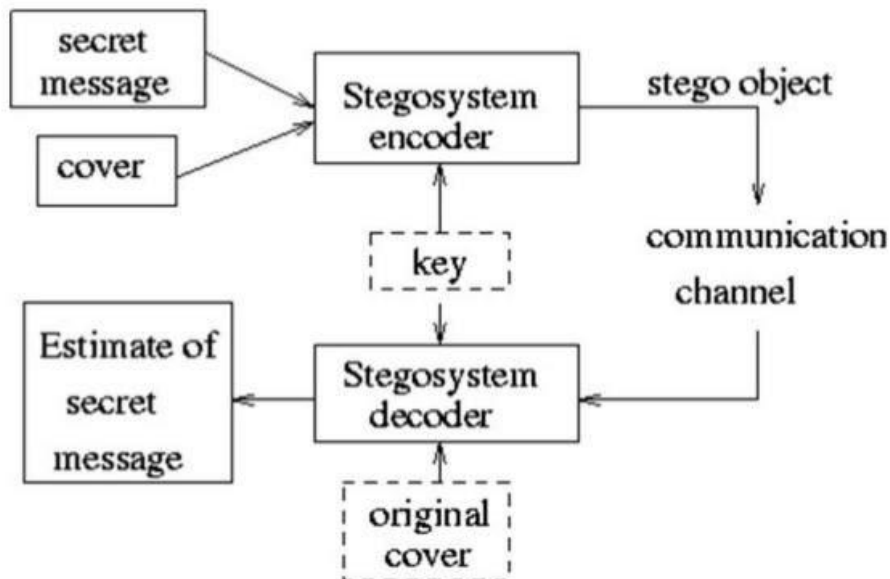 secret
message
cover
Stegosystem
encoder
stego object
key
communication
channel
Estimate of
secret
message
Stegosystem
decoder
original
cover